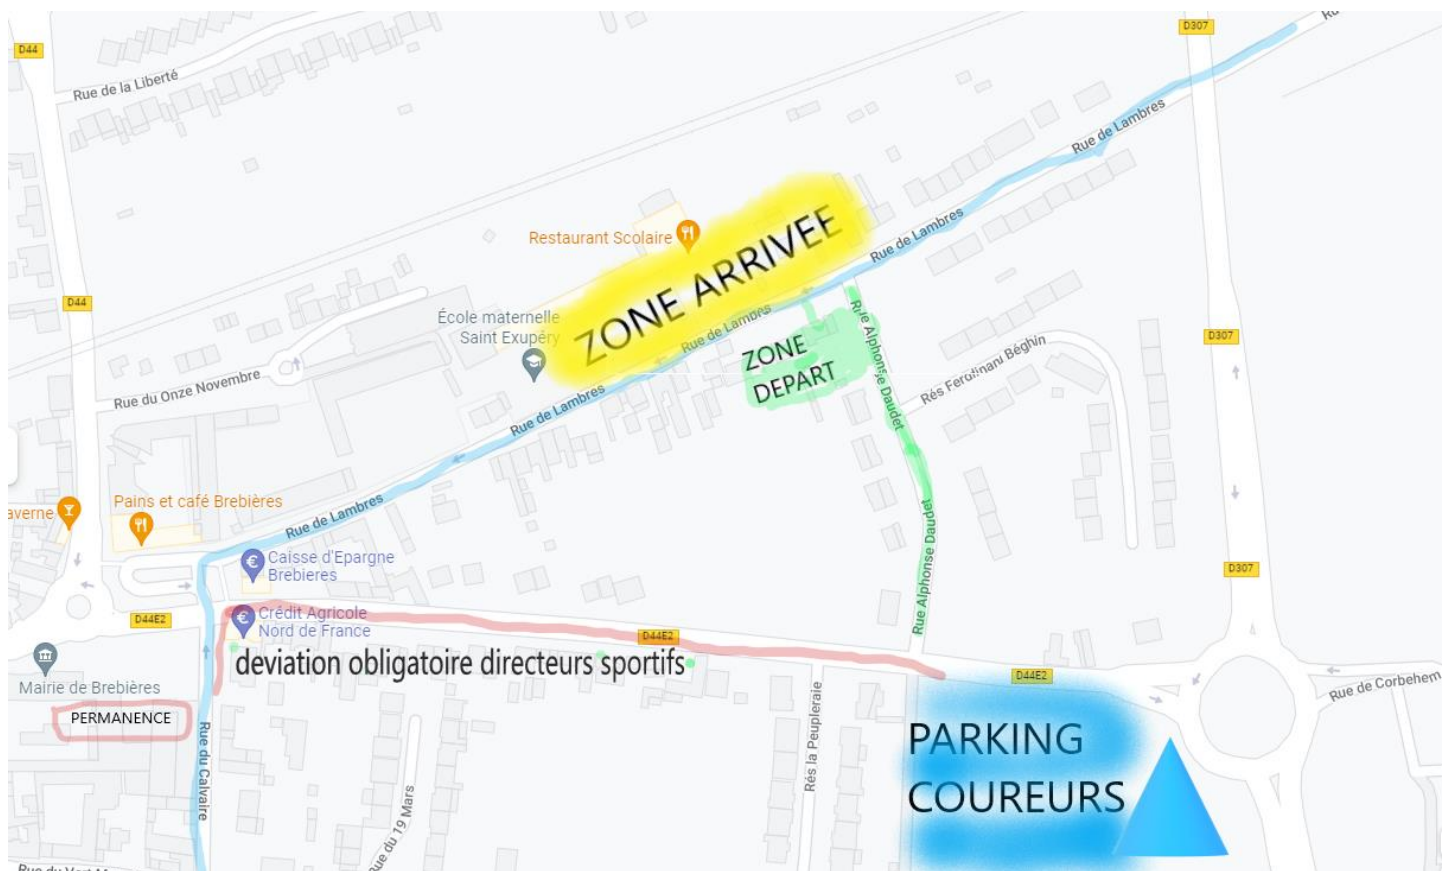 D44
Rue de la Liberté
D307
Rue de Lambres
ZONE ARRIVEE
Restaurant Scolaire
Rue de Lambres
D44
École maternelle
Saint Exupéry
Rue de Lambres
ZONE
DEPART
Rue Alphonse Daudet
Rés Ferdinand Béghin
D307
Rue du Onze Novembre
Rue de Lambres
Pains et café Brebières
averne
Rue de Lambres
Caisse d'Epargne
Brebieres
Rue Alphonse Daudet
D307
D44E2
Crédit Agricole
Nord de France
D44E2
deviation obligatoire directeurs sportifs
Mairie de Brebières
PERMANENCE
D44E2
Rue de Corbehem
Rue du Calvaire
Rés la Peupleraie
PARKING
COUREURS
Rue du 19 Mars